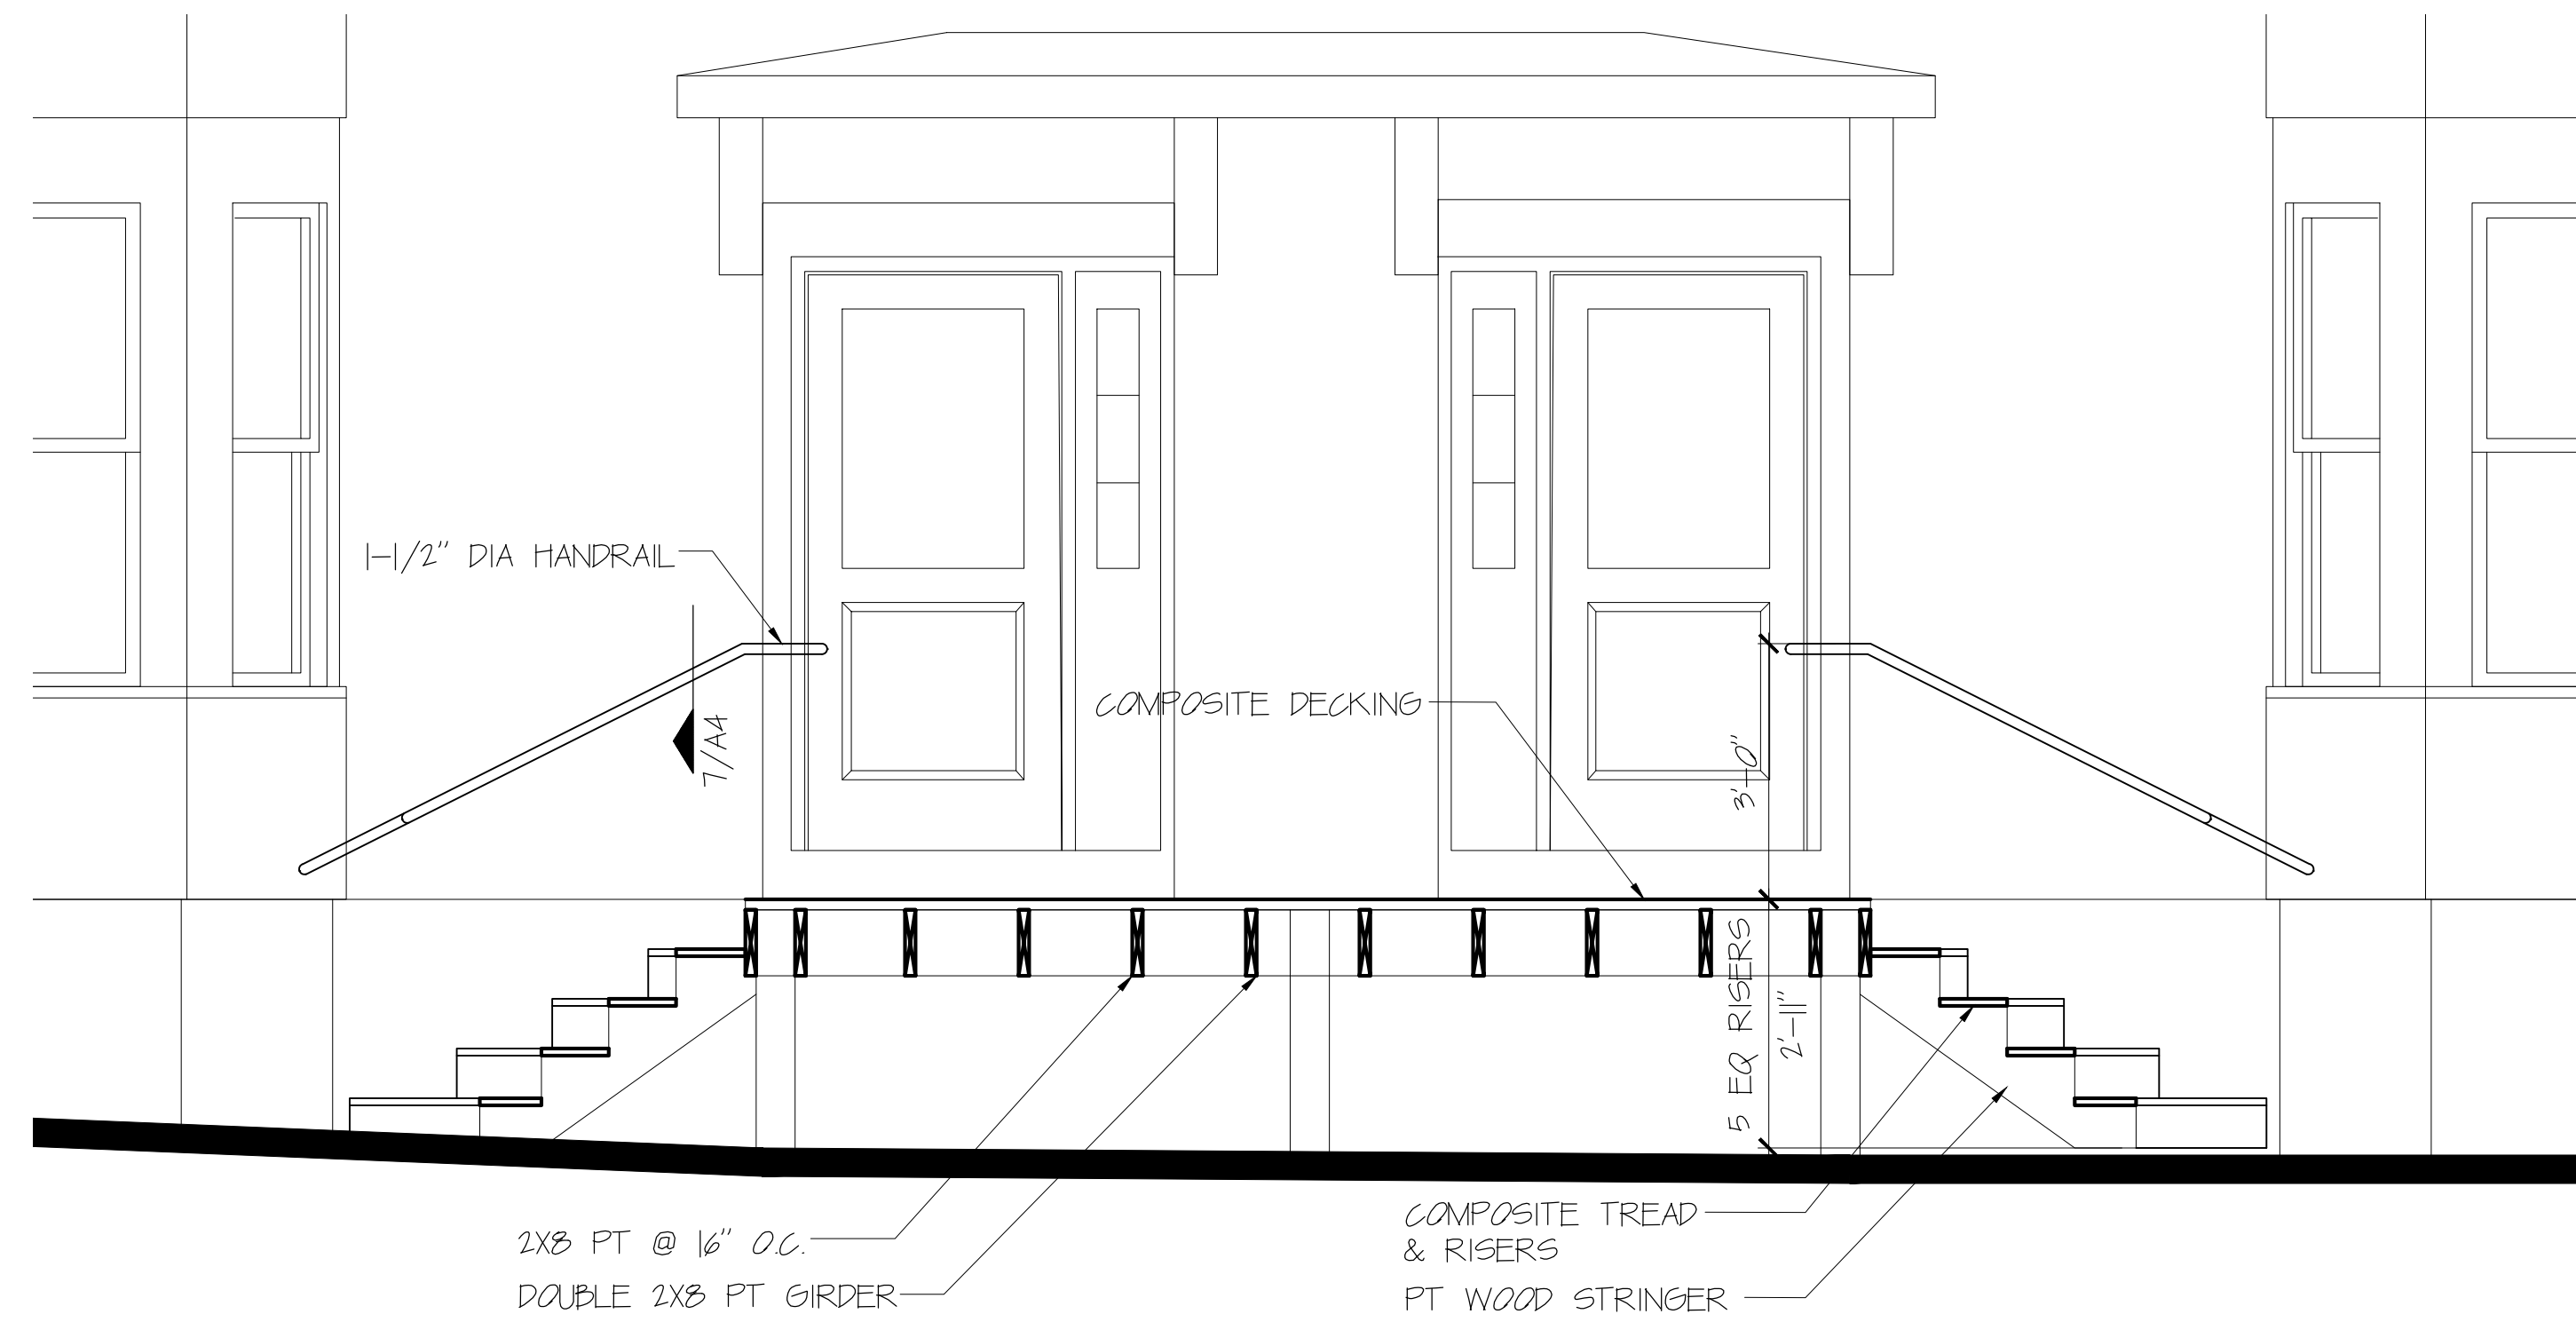 1-1/2" DIA HANDRAIL
7/A4
COMPOSITE DECKING
3'-0"
5 EQ RISERS
2'-11"
2X8 PT @ 16" O.C.
DOUBLE 2X8 PT GIRDER
COMPOSITE TREAD
& RISERS
PT WOOD STRINGER